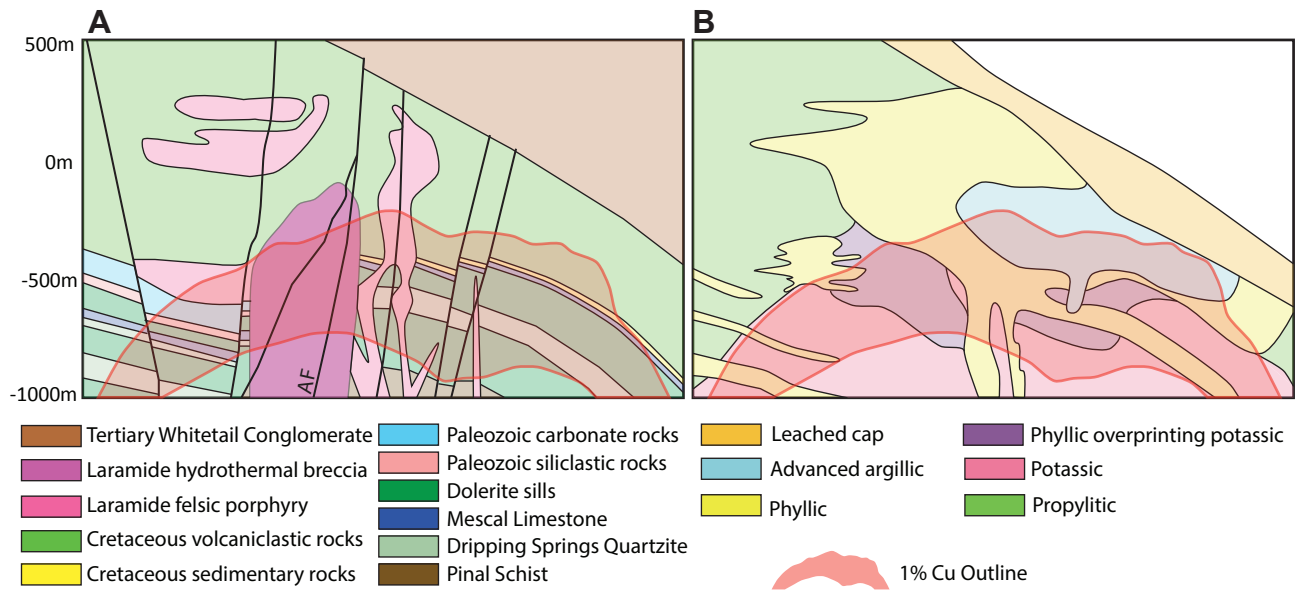 A
B
500m
0m
-500m
-1000m
AF
Tertiary Whitetail Conglomerate
Laramide hydrothermal breccia
Laramide felsic porphyry
Cretaceous volcaniclastic rocks
Cretaceous sedimentary rocks
Paleozoic carbonate rocks
Paleozoic siliclastic rocks
Dolerite sills
Mescal Limestone
Dripping Springs Quartzite
Pinal Schist
Leached cap
Advanced argillic
Phyllic
Phyllic overprinting potassic
Potassic
Propylitic
1% Cu Outline